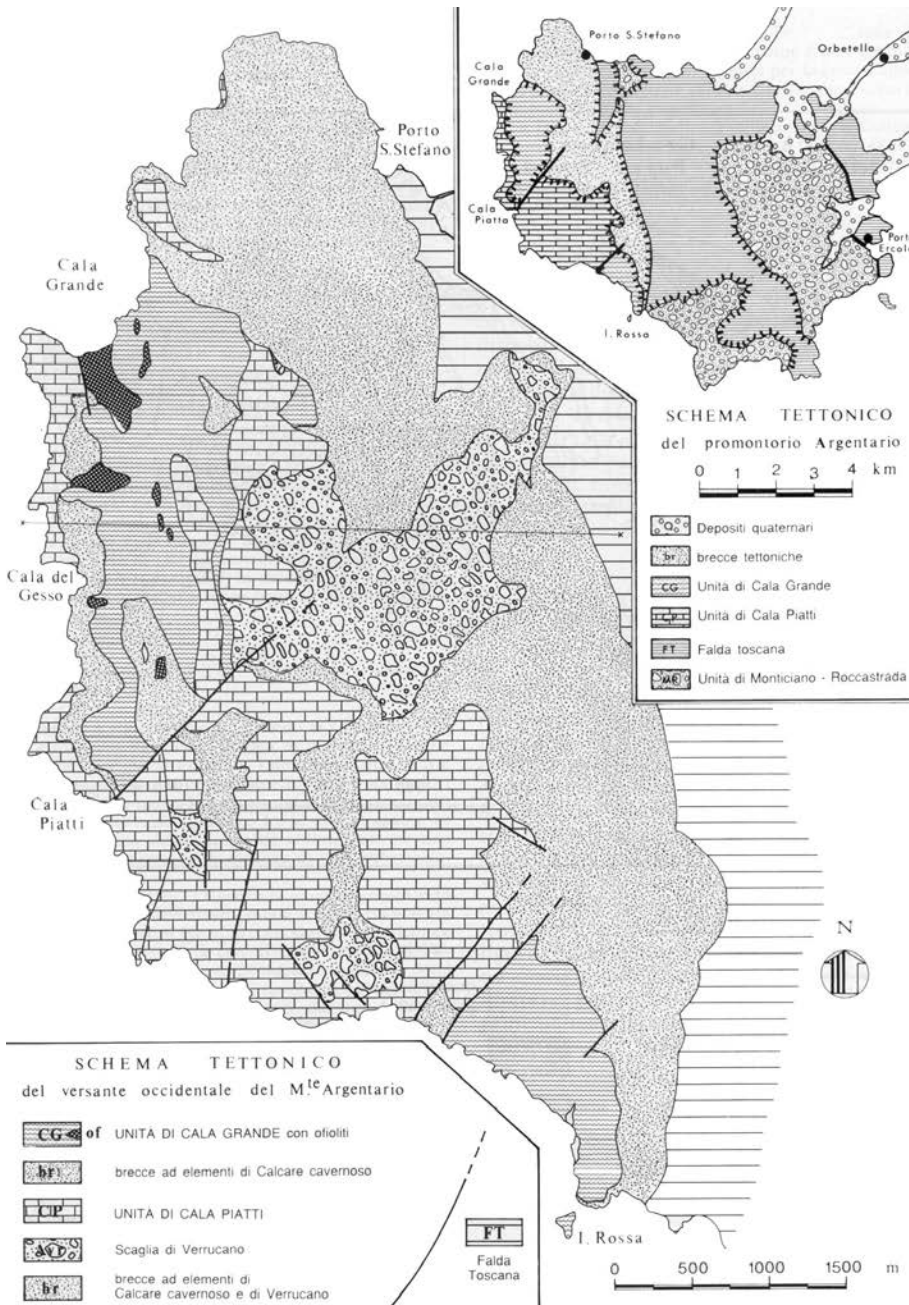 Porto S.Stefano
Orbetello
Cala
Grande
Porto
S.Stefano
Cala
Piatta
Porto
Ercole
Cala
Grande
I. Rossa
SCHEMA TETTONICO
del promontorio Argentario
0 1 2 3 4 km
Depositi quaternari
br brecce tettoniche
CG Unità di Cala Grande
CP Unità di Cala Piatti
FT Falda toscana
MR Unità di Monticiano - Roccastrada
Cala del
Gesso
Cala
Piatti
N
SCHEMA TETTONICO
del versante occidentale del M.te Argentario
CG of UNITÀ DI CALA GRANDE con ofioliti
br brecce ad elementi di Calcare cavernoso
CP UNITÀ DI CALA PIATTI
Scaglia di Verrucano
br brecce ad elementi di
Calcare cavernoso e di Verrucano
FT
Falda
Toscana
I. Rossa
0 500 1000 1500 m